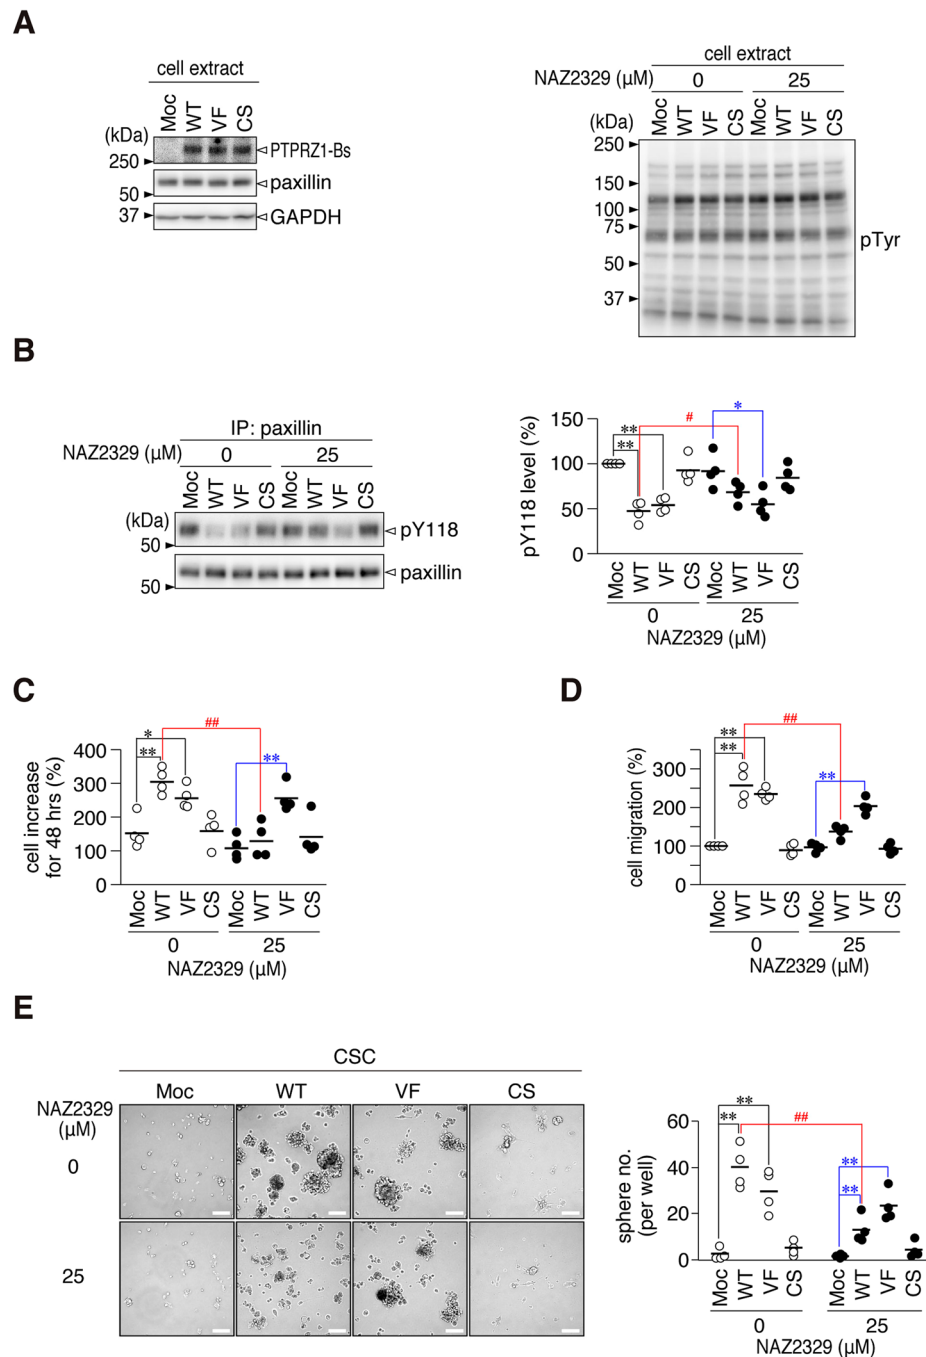 A
cell extract
Moc WT VF CS
(kDa)
250
PTPRZ1-Bs
50
paxillin
37
GAPDH
cell extract
NAZ2329 (μM) 0 25
Moc WT VF CS Moc WT VF CS
(kDa)
250
150
100
75
50
37
pTyr
B
IP: paxillin
NAZ2329 (μM) 0 25
Moc WT VF CS Moc WT VF CS
(kDa)
50
pY118
50
paxillin
pY118 level (%)
150
100
50
0
** ** # *
Moc WT VF CS Moc WT VF CS
0 25
NAZ2329 (μM)
C
cell increase
for 48 hrs (%)
400
300
200
100
0
* ** ## **
Moc WT VF CS Moc WT VF CS
0 25
NAZ2329 (μM)
D
cell migration (%)
300
200
100
0
** ** ## **
Moc WT VF CS Moc WT VF CS
0 25
NAZ2329 (μM)
E
CSC
Moc WT VF CS
NAZ2329
(μM)
0
25
sphere no.
(per well)
60
40
20
0
** ** ## ** **
Moc WT VF CS Moc WT VF CS
0 25
NAZ2329 (μM)